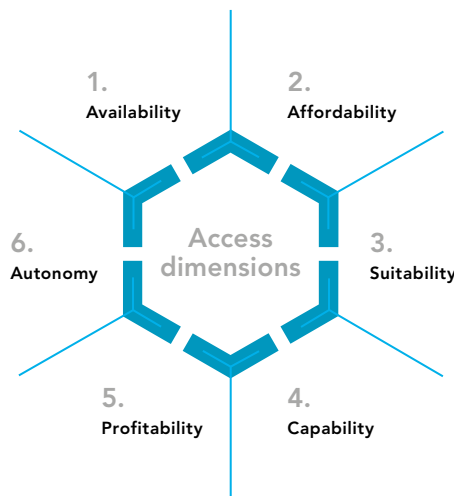 1.
Availability
2.
Affordability
Access
dimensions
3.
Suitability
4.
Capability
5.
Profitability
6.
Autonomy